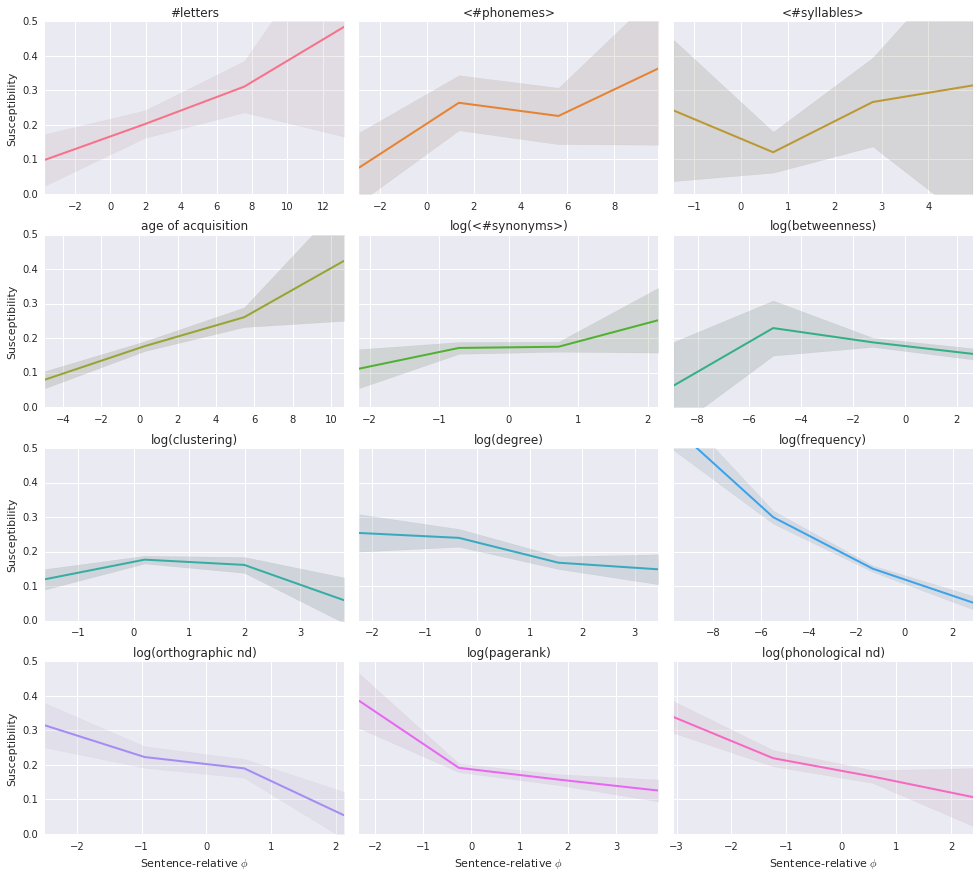 #letters <#phonemes> <#syllables>
0.5
0.4
0.3
0.2
0.1
0.0
Susceptibility
−2 0 2 4 6 8 10 12
−2 0 2 4 6 8
−1 0 1 2 3 4
age of acquisition log(<#synonyms>) log(betweenness)
0.5
0.4
0.3
0.2
0.1
0.0
Susceptibility
−4 −2 0 2 4 6 8 10
−2 −1 0 1 2
−8 −6 −4 −2 0 2
log(clustering) log(degree) log(frequency)
0.5
0.4
0.3
0.2
0.1
0.0
Susceptibility
−1 0 1 2 3
−2 −1 0 1 2 3
−8 −6 −4 −2 0 2
log(orthographic nd) log(pagerank) log(phonological nd)
0.5
0.4
0.3
0.2
0.1
0.0
Susceptibility
−2 −1 0 1 2
−2 −1 0 1 2 3
−3 −2 −1 0 1 2
Sentence-relative ϕ Sentence-relative ϕ Sentence-relative ϕ